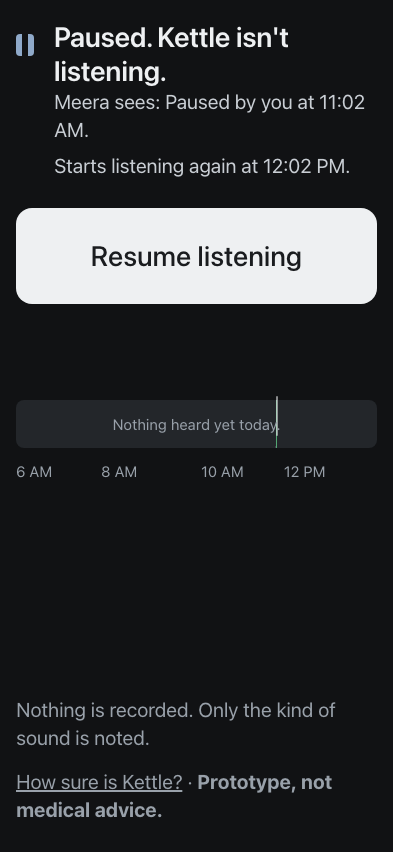 Paused. Kettle isn't
listening.
Meera sees: Paused by you at 11:02
AM.
Starts listening again at 12:02 PM.
Resume listening
Nothing heard yet today.
6 AM 8 AM 10 AM 12 PM
Nothing is recorded. Only the kind of
sound is noted.
How sure is Kettle? · Prototype, not
medical advice.